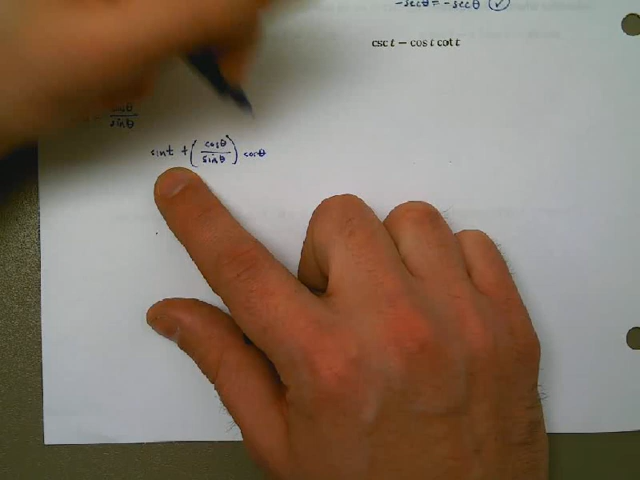 -secθ = -secθ ✓
csc t − cos t cot t
cosθ
sinθ
sint + (cosθ/sinθ) cosθ